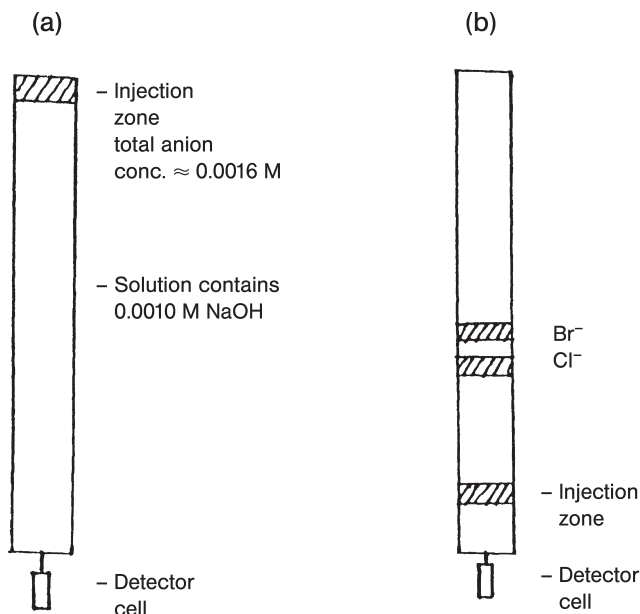 (a)
– Injection
zone
total anion
conc. ≈ 0.0016 M
– Solution contains
0.0010 M NaOH
– Detector
cell
(b)
Br⁻
Cl⁻
– Injection
zone
– Detector
cell